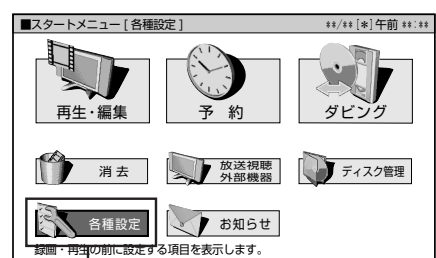 ■スタートメニュー [ 各種設定 ]
**/** [*] 午前 **:**
再生・編集
予 約
ダビング
消 去
放送視聴
外部機器
ディスク管理
各種設定
お知らせ
録画・再生の前に設定する項目を表示します。